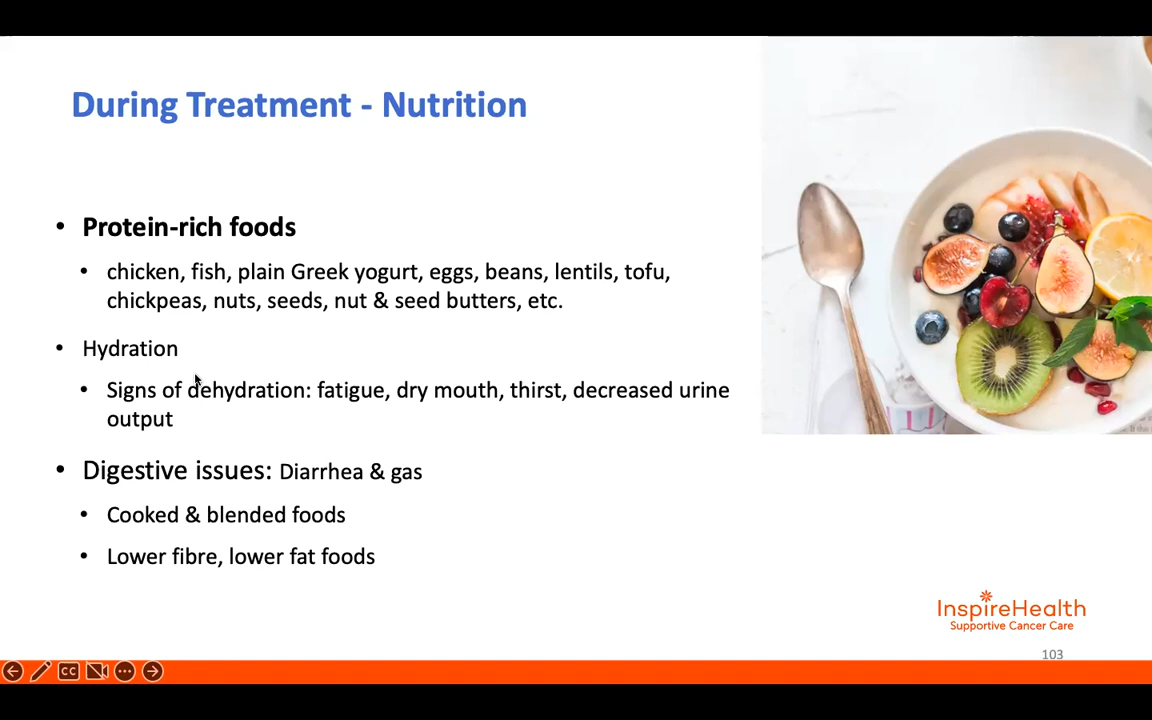 During Treatment - Nutrition
• Protein-rich foods
• chicken, fish, plain Greek yogurt, eggs, beans, lentils, tofu,
chickpeas, nuts, seeds, nut & seed butters, etc.
• Hydration
• Signs of dehydration: fatigue, dry mouth, thirst, decreased urine
output
• Digestive issues: Diarrhea & gas
• Cooked & blended foods
• Lower fibre, lower fat foods
InspireHealth
Supportive Cancer Care
103
CC